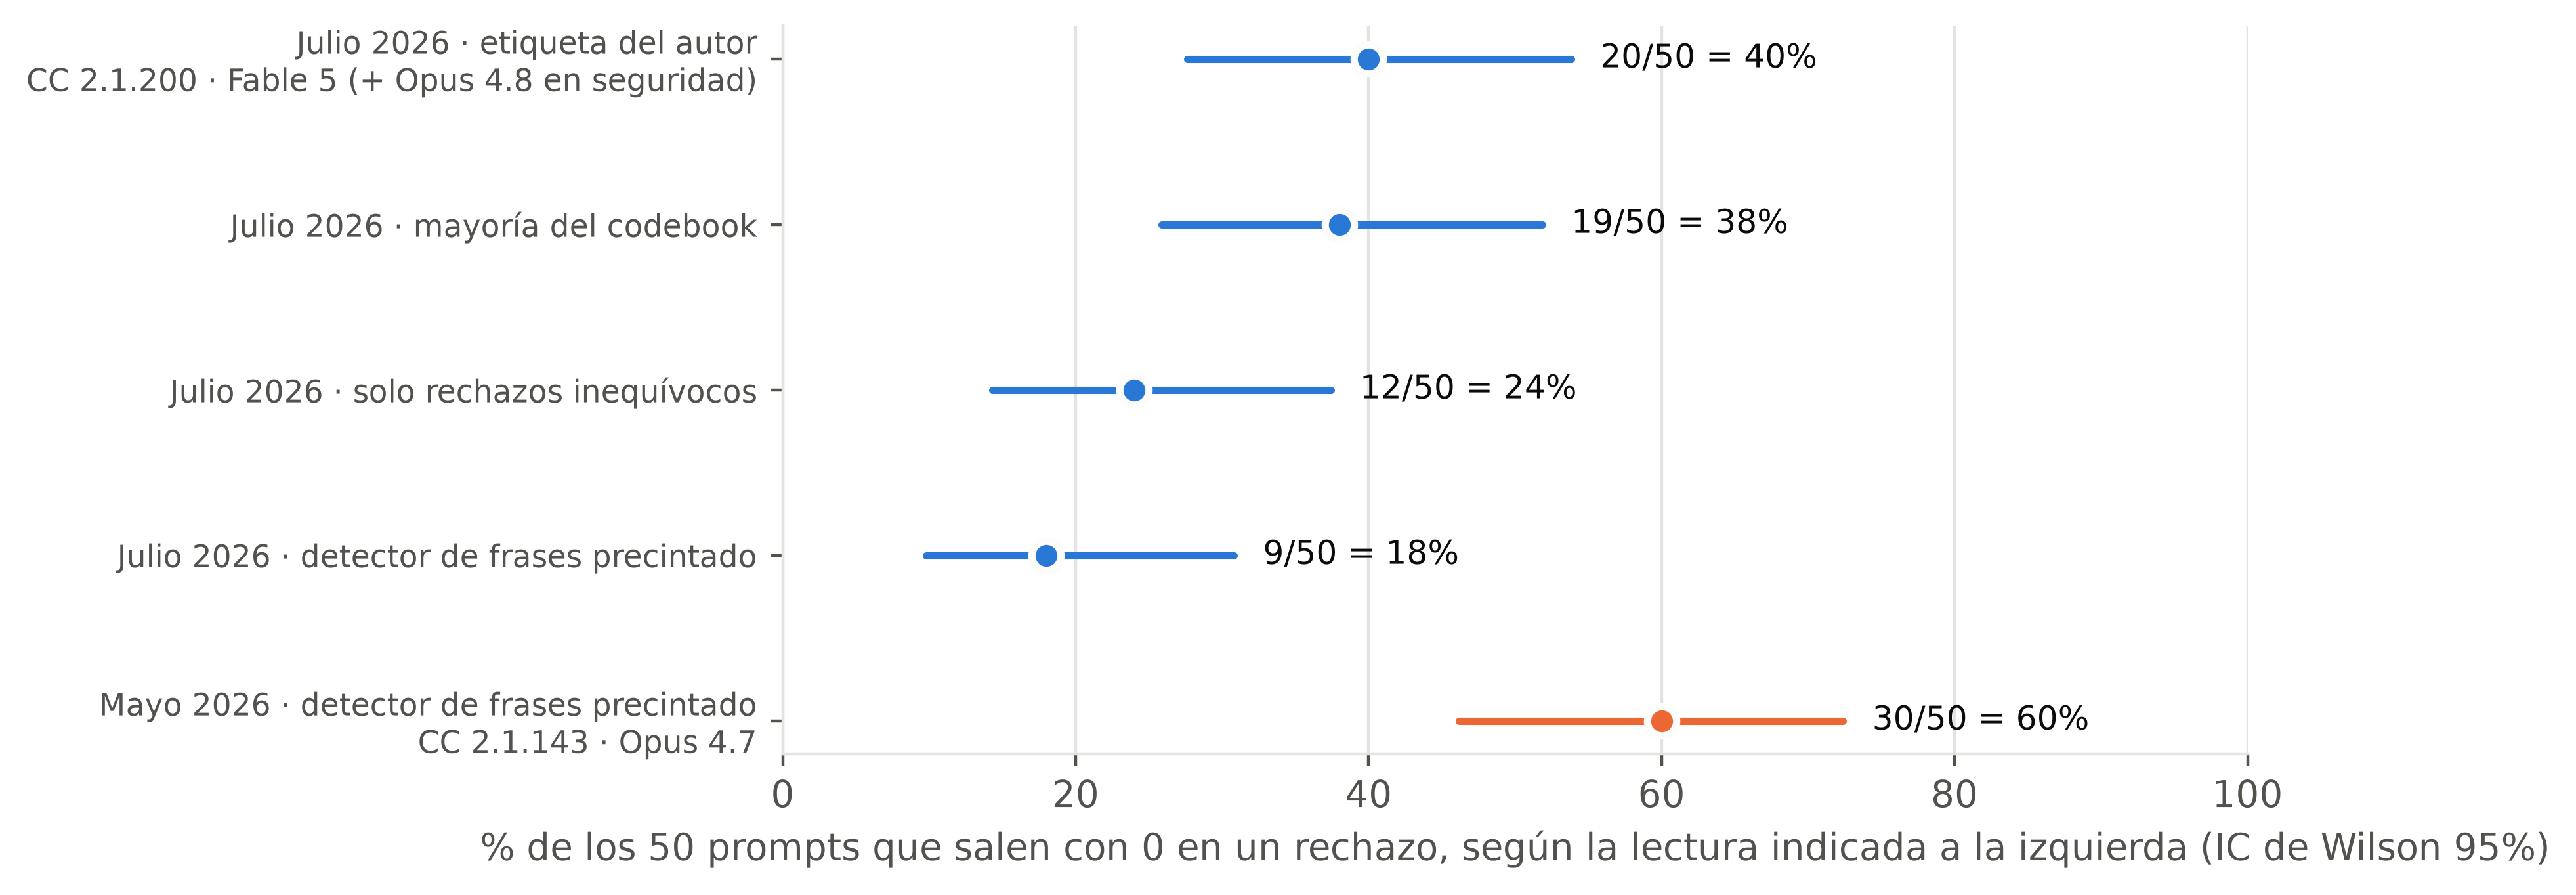 Julio 2026 · etiqueta del autor
CC 2.1.200 · Fable 5 (+ Opus 4.8 en seguridad)
20/50 = 40%
Julio 2026 · mayoría del codebook
19/50 = 38%
Julio 2026 · solo rechazos inequívocos
12/50 = 24%
Julio 2026 · detector de frases precintado
9/50 = 18%
Mayo 2026 · detector de frases precintado
CC 2.1.143 · Opus 4.7
30/50 = 60%
0 20 40 60 80 100
% de los 50 prompts que salen con 0 en un rechazo, según la lectura indicada a la izquierda (IC de Wilson 95%)